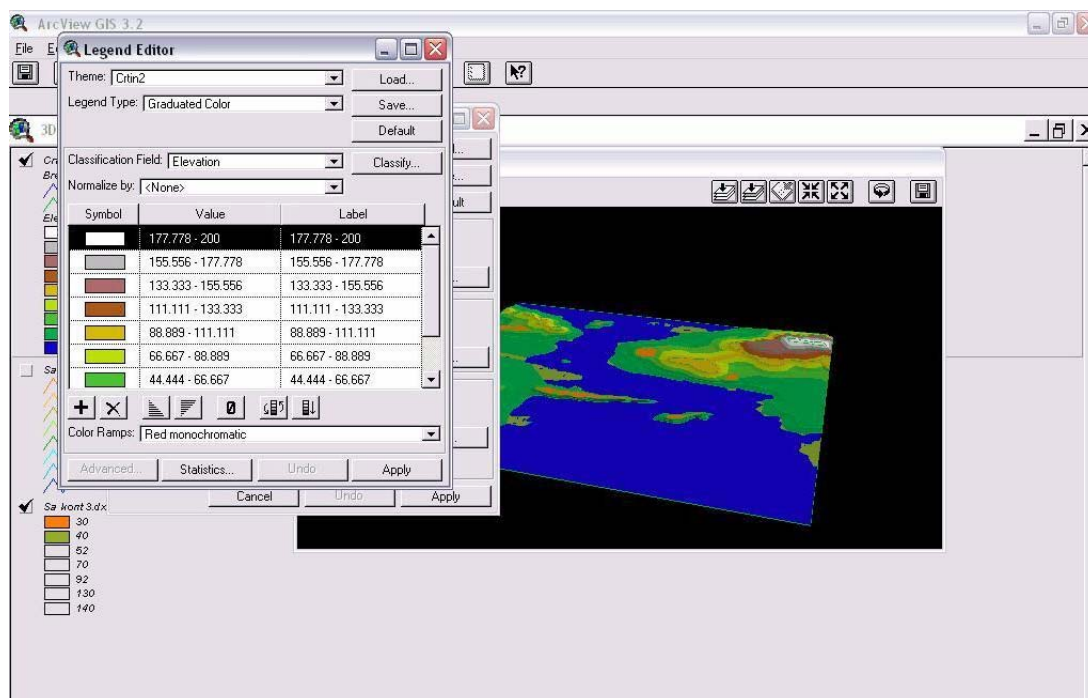 ArcView GIS 3.2
File
Legend Editor
Theme: Crtin2
Load...
Legend Type: Graduated Color
Save...
Default
3D
Classification Field: Elevation
Classify...
Normalize by: <None>
Symbol Value Label
177.778 - 200 177.778 - 200
155.556 - 177.778 155.556 - 177.778
133.333 - 155.556 133.333 - 155.556
111.111 - 133.333 111.111 - 133.333
88.889 - 111.111 88.889 - 111.111
66.667 - 88.889 66.667 - 88.889
44.444 - 66.667 44.444 - 66.667
Color Ramps: Red monochromatic
Advanced... Statistics... Undo Apply
Cancel Undo Apply
Sa kont 3.dx
30
40
52
70
92
130
140